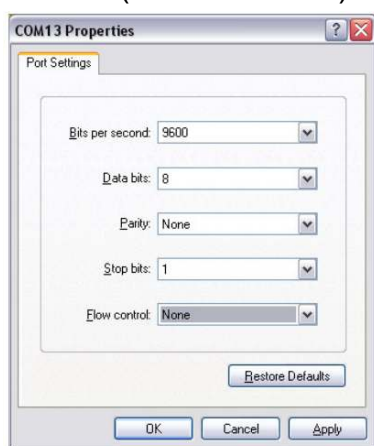 COM13 Properties
Port Settings
Bits per second: 9600
Data bits: 8
Parity: None
Stop bits: 1
Flow control: None
Restore Defaults
OK Cancel Apply